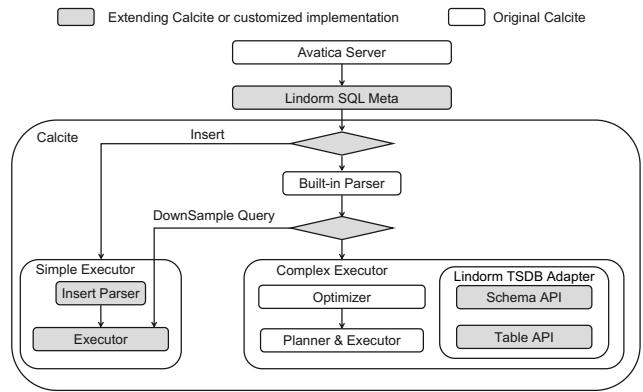 Extending Calcite or customized implementation
Original Calcite
Avatica Server
Lindorm SQL Meta
Calcite
Insert
Built-in Parser
DownSample Query
Simple Executor
Insert Parser
Executor
Complex Executor
Optimizer
Planner & Executor
Lindorm TSDB Adapter
Schema API
Table API